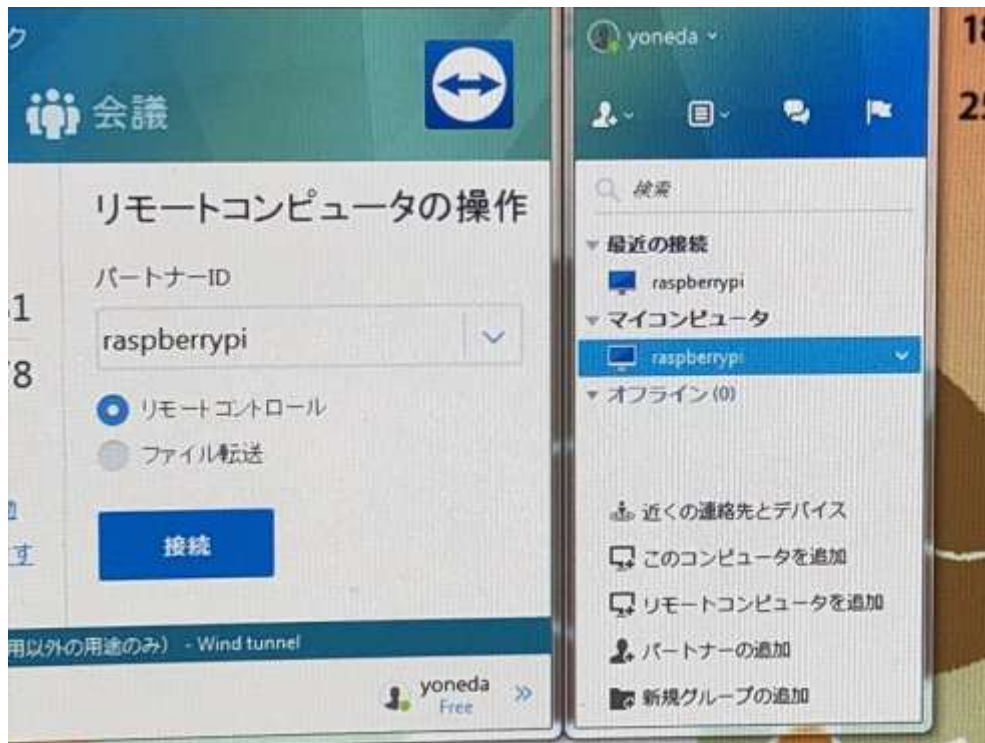 ク
会議
リモートコンピュータの操作
パートナーID
raspberrypi
リモートコントロール
ファイル転送
接続
用以外の用途のみ） - Wind tunnel
yoneda
Free
1
78
す
yoneda
検索
最近の接続
raspberrypi
マイコンピュータ
raspberrypi
オフライン (0)
近くの連絡先とデバイス
このコンピュータを追加
リモートコンピュータを追加
パートナーの追加
新規グループの追加
18
25